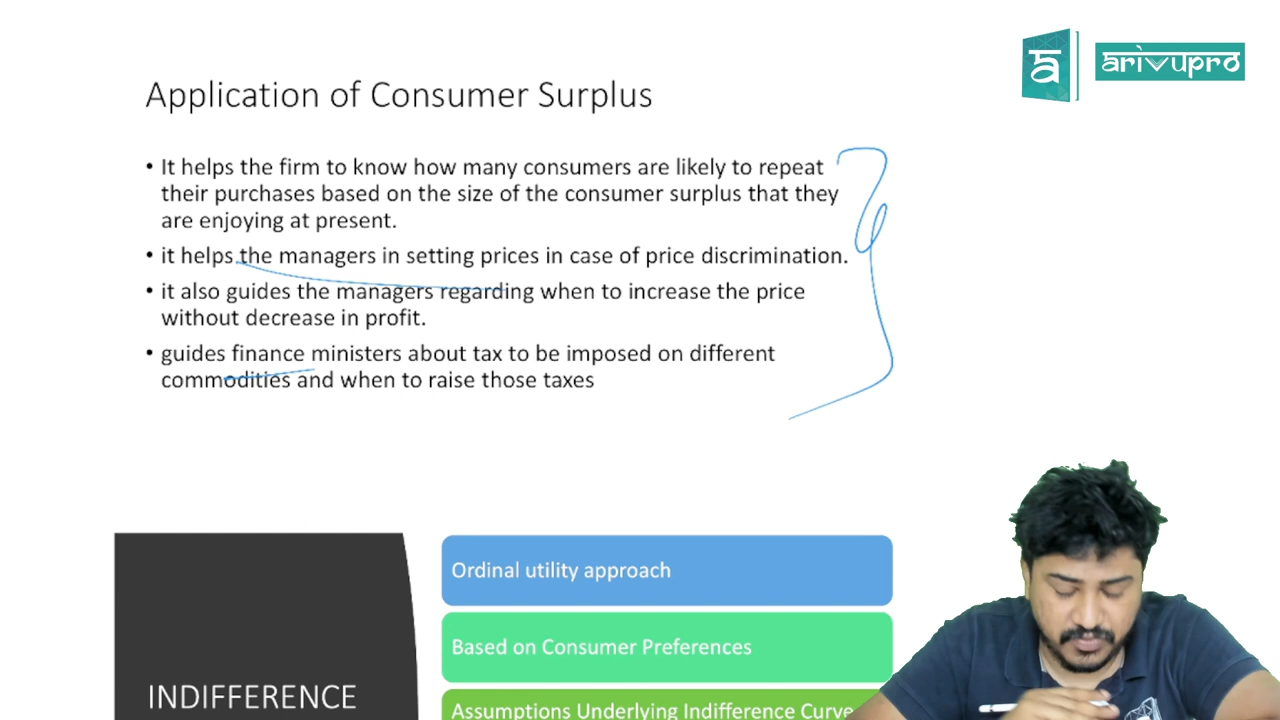 arivupro
Application of Consumer Surplus
• It helps the firm to know how many consumers are likely to repeat
their purchases based on the size of the consumer surplus that they
are enjoying at present.
• it helps the managers in setting prices in case of price discrimination.
• it also guides the managers regarding when to increase the price
without decrease in profit.
• guides finance ministers about tax to be imposed on different
commodities and when to raise those taxes
INDIFFERENCE
Ordinal utility approach
Based on Consumer Preferences
Assumptions Underlying Indifference Curve